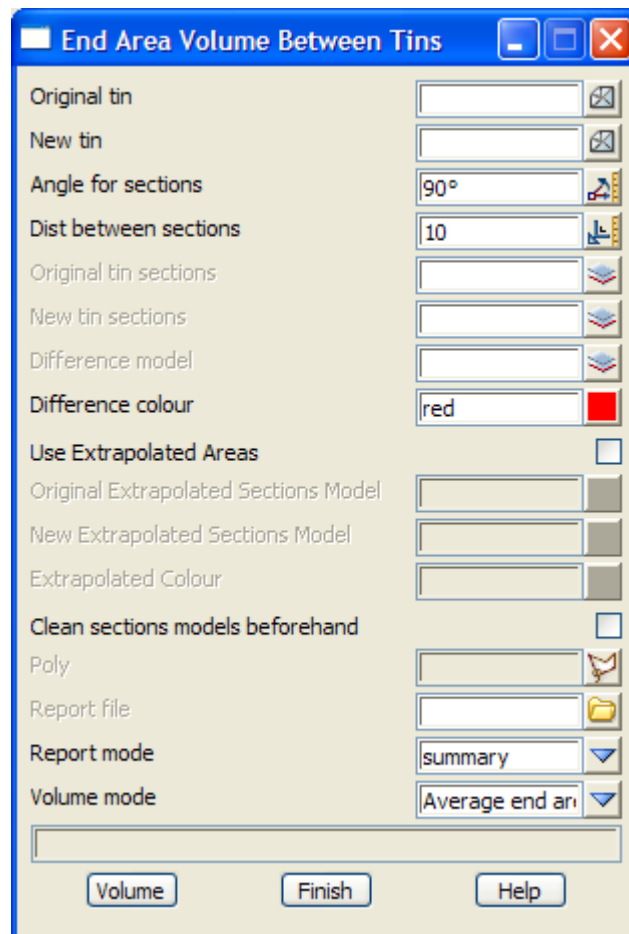 End Area Volume Between Tins
Original tin
New tin
Angle for sections 90°
Dist between sections 10
Original tin sections
New tin sections
Difference model
Difference colour red
Use Extrapolated Areas
Original Extrapolated Sections Model
New Extrapolated Sections Model
Extrapolated Colour
Clean sections models beforehand
Poly
Report file
Report mode summary
Volume mode Average end are
Volume Finish Help